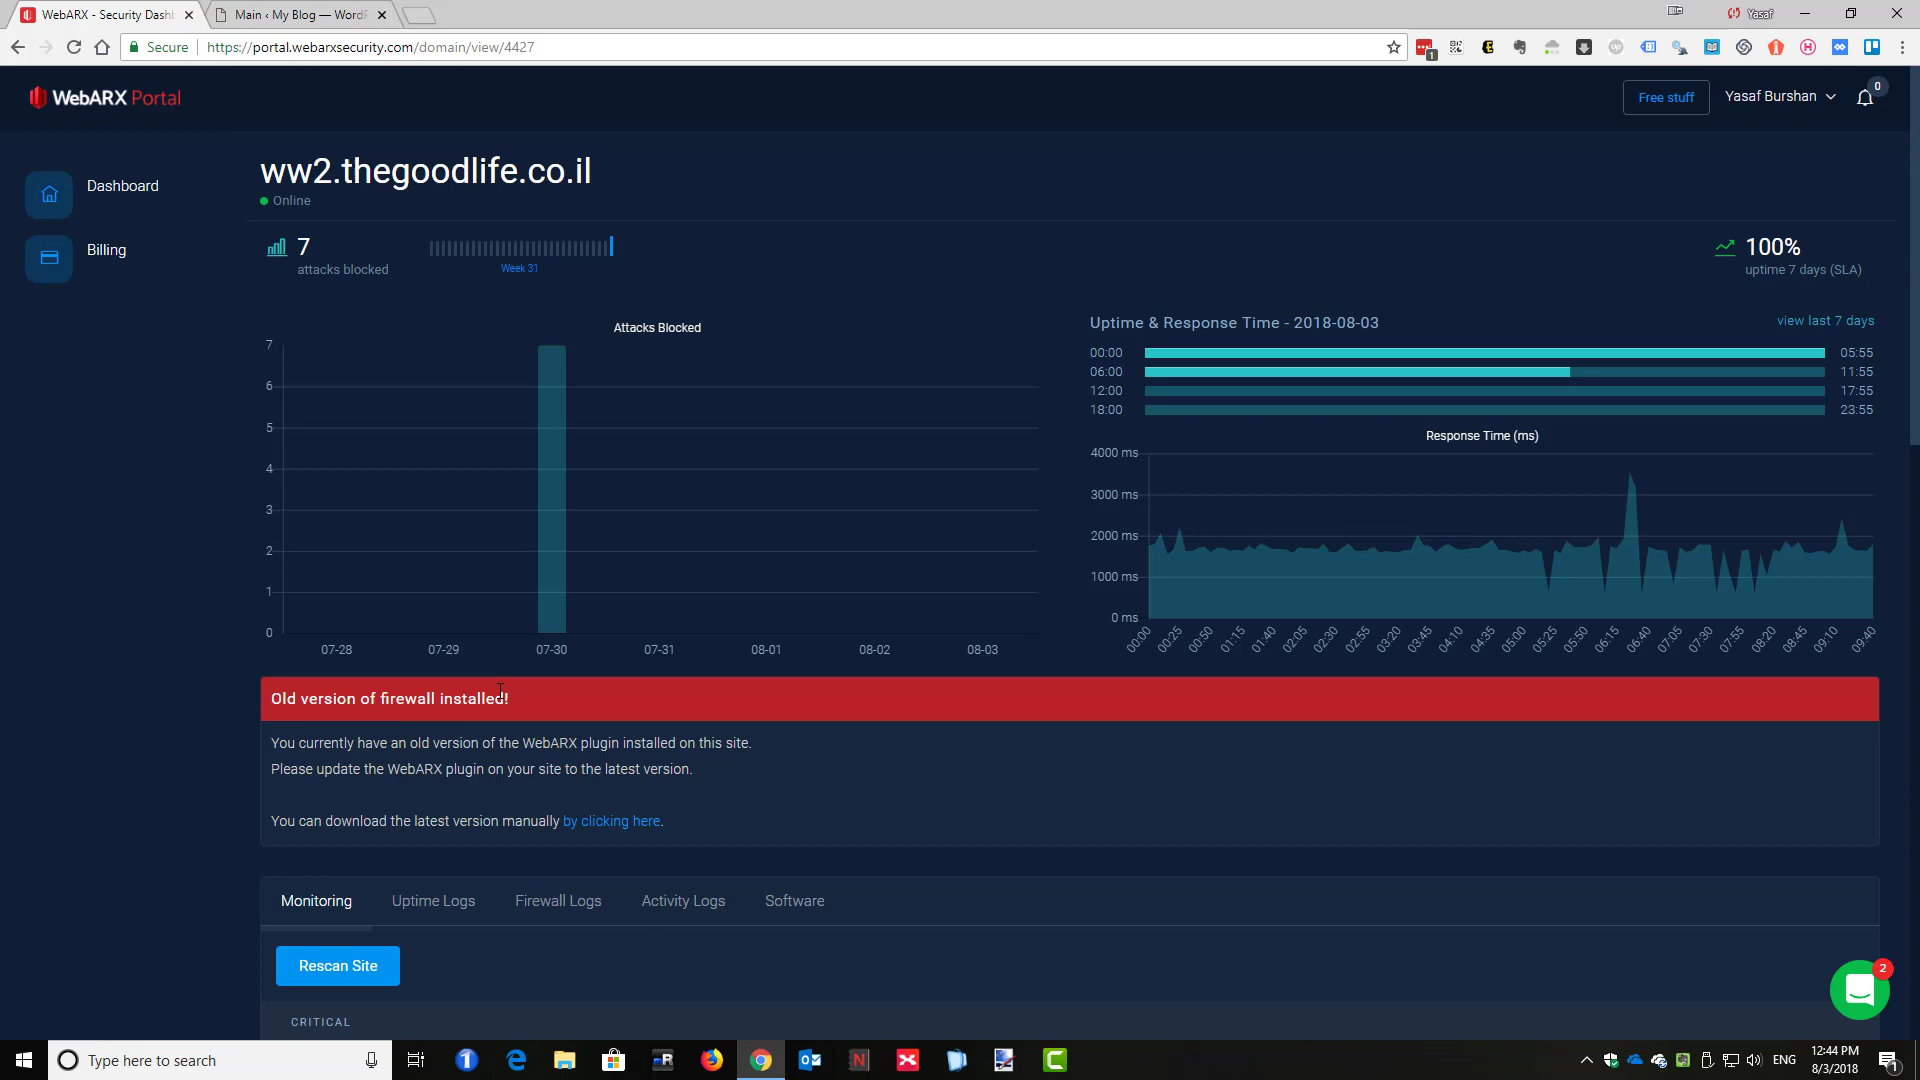 WebARX - Security Dash
Main ‹ My Blog — WordP
Yasaf
Secure
https://portal.webarxsecurity.com/domain/view/4427
1
WebARX Portal
Free stuff
Yasaf Burshan
0
Dashboard
Billing
ww2.thegoodlife.co.il
Online
7
attacks blocked
Week 31
100%
uptime 7 days (SLA)
Attacks Blocked
7
6
5
4
3
2
1
0
07-28 07-29 07-30 07-31 08-01 08-02 08-03
Uptime & Response Time - 2018-08-03
view last 7 days
00:00 05:55
06:00 11:55
12:00 17:55
18:00 23:55
Response Time (ms)
4000 ms
3000 ms
2000 ms
1000 ms
0 ms
00:00 00:25 00:50 01:15 01:40 02:05 02:30 02:55 03:20 03:45 04:10 04:35 05:00 05:25 05:50 06:15 06:40 07:05 07:30 07:55 08:20 08:45 09:10 09:40
Old version of firewall installed!
You currently have an old version of the WebARX plugin installed on this site.
Please update the WebARX plugin on your site to the latest version.
You can download the latest version manually by clicking here.
Monitoring Uptime Logs Firewall Logs Activity Logs Software
Rescan Site
CRITICAL
2
Type here to search
ENG
12:44 PM
8/3/2018
1